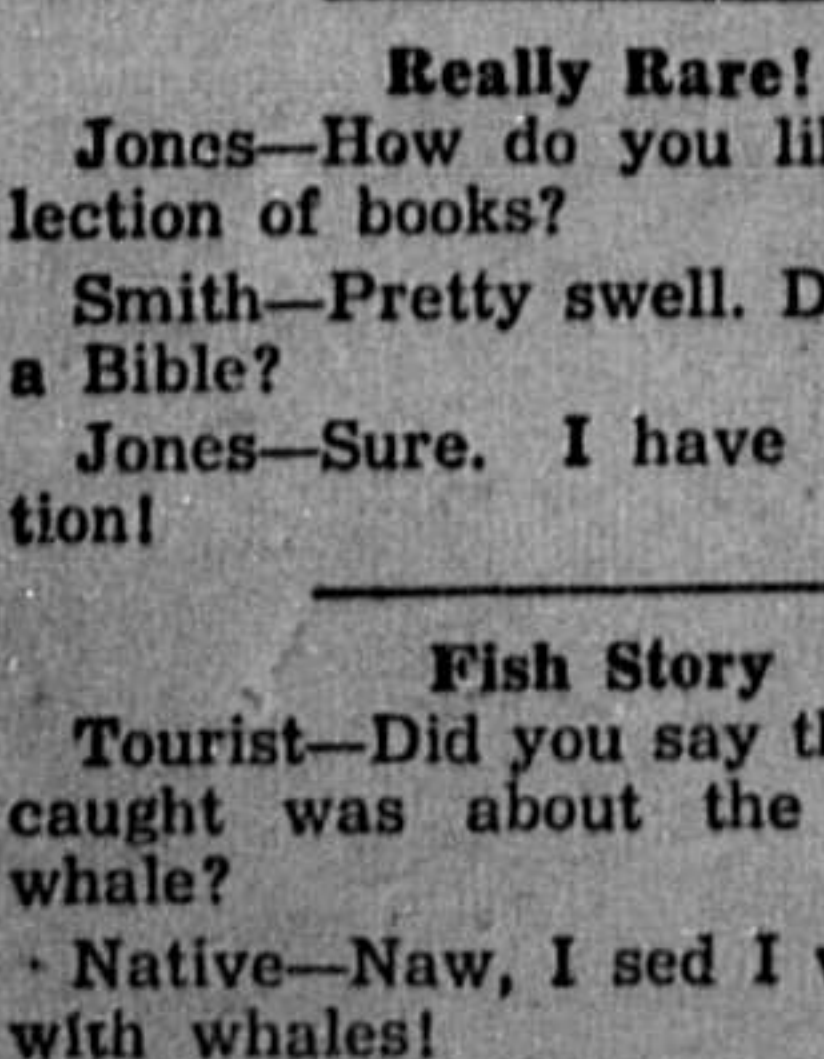 Really Rare!
Jones—How do you
lection of books?
Smith—Pretty swell.
a Bible?
Jones—Sure. I have
tion!
Fish Story
Tourist—Did you say
caught was about the
whale?
Native—Naw, I sed I
with whales!